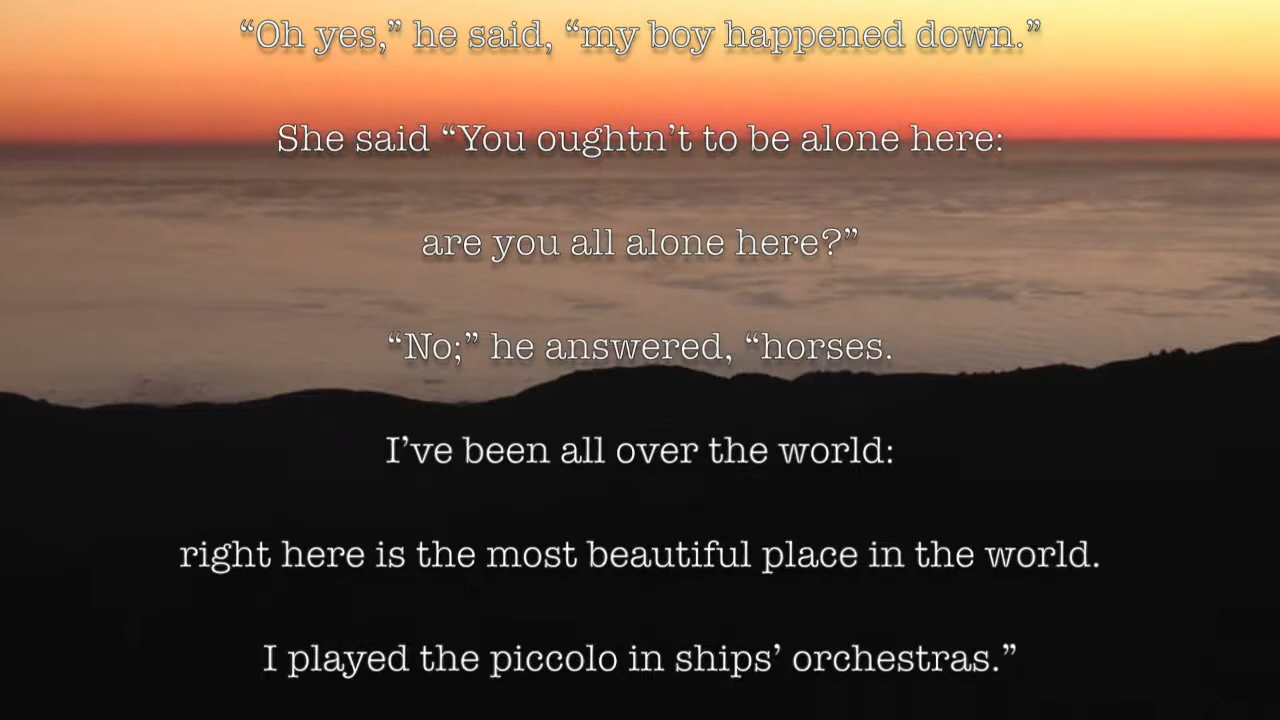 “Oh yes,” he said, “my boy happened down.”
She said “You oughtn’t to be alone here:
are you all alone here?”
“No;” he answered, “horses.
I’ve been all over the world:
right here is the most beautiful place in the world.
I played the piccolo in ships’ orchestras.”